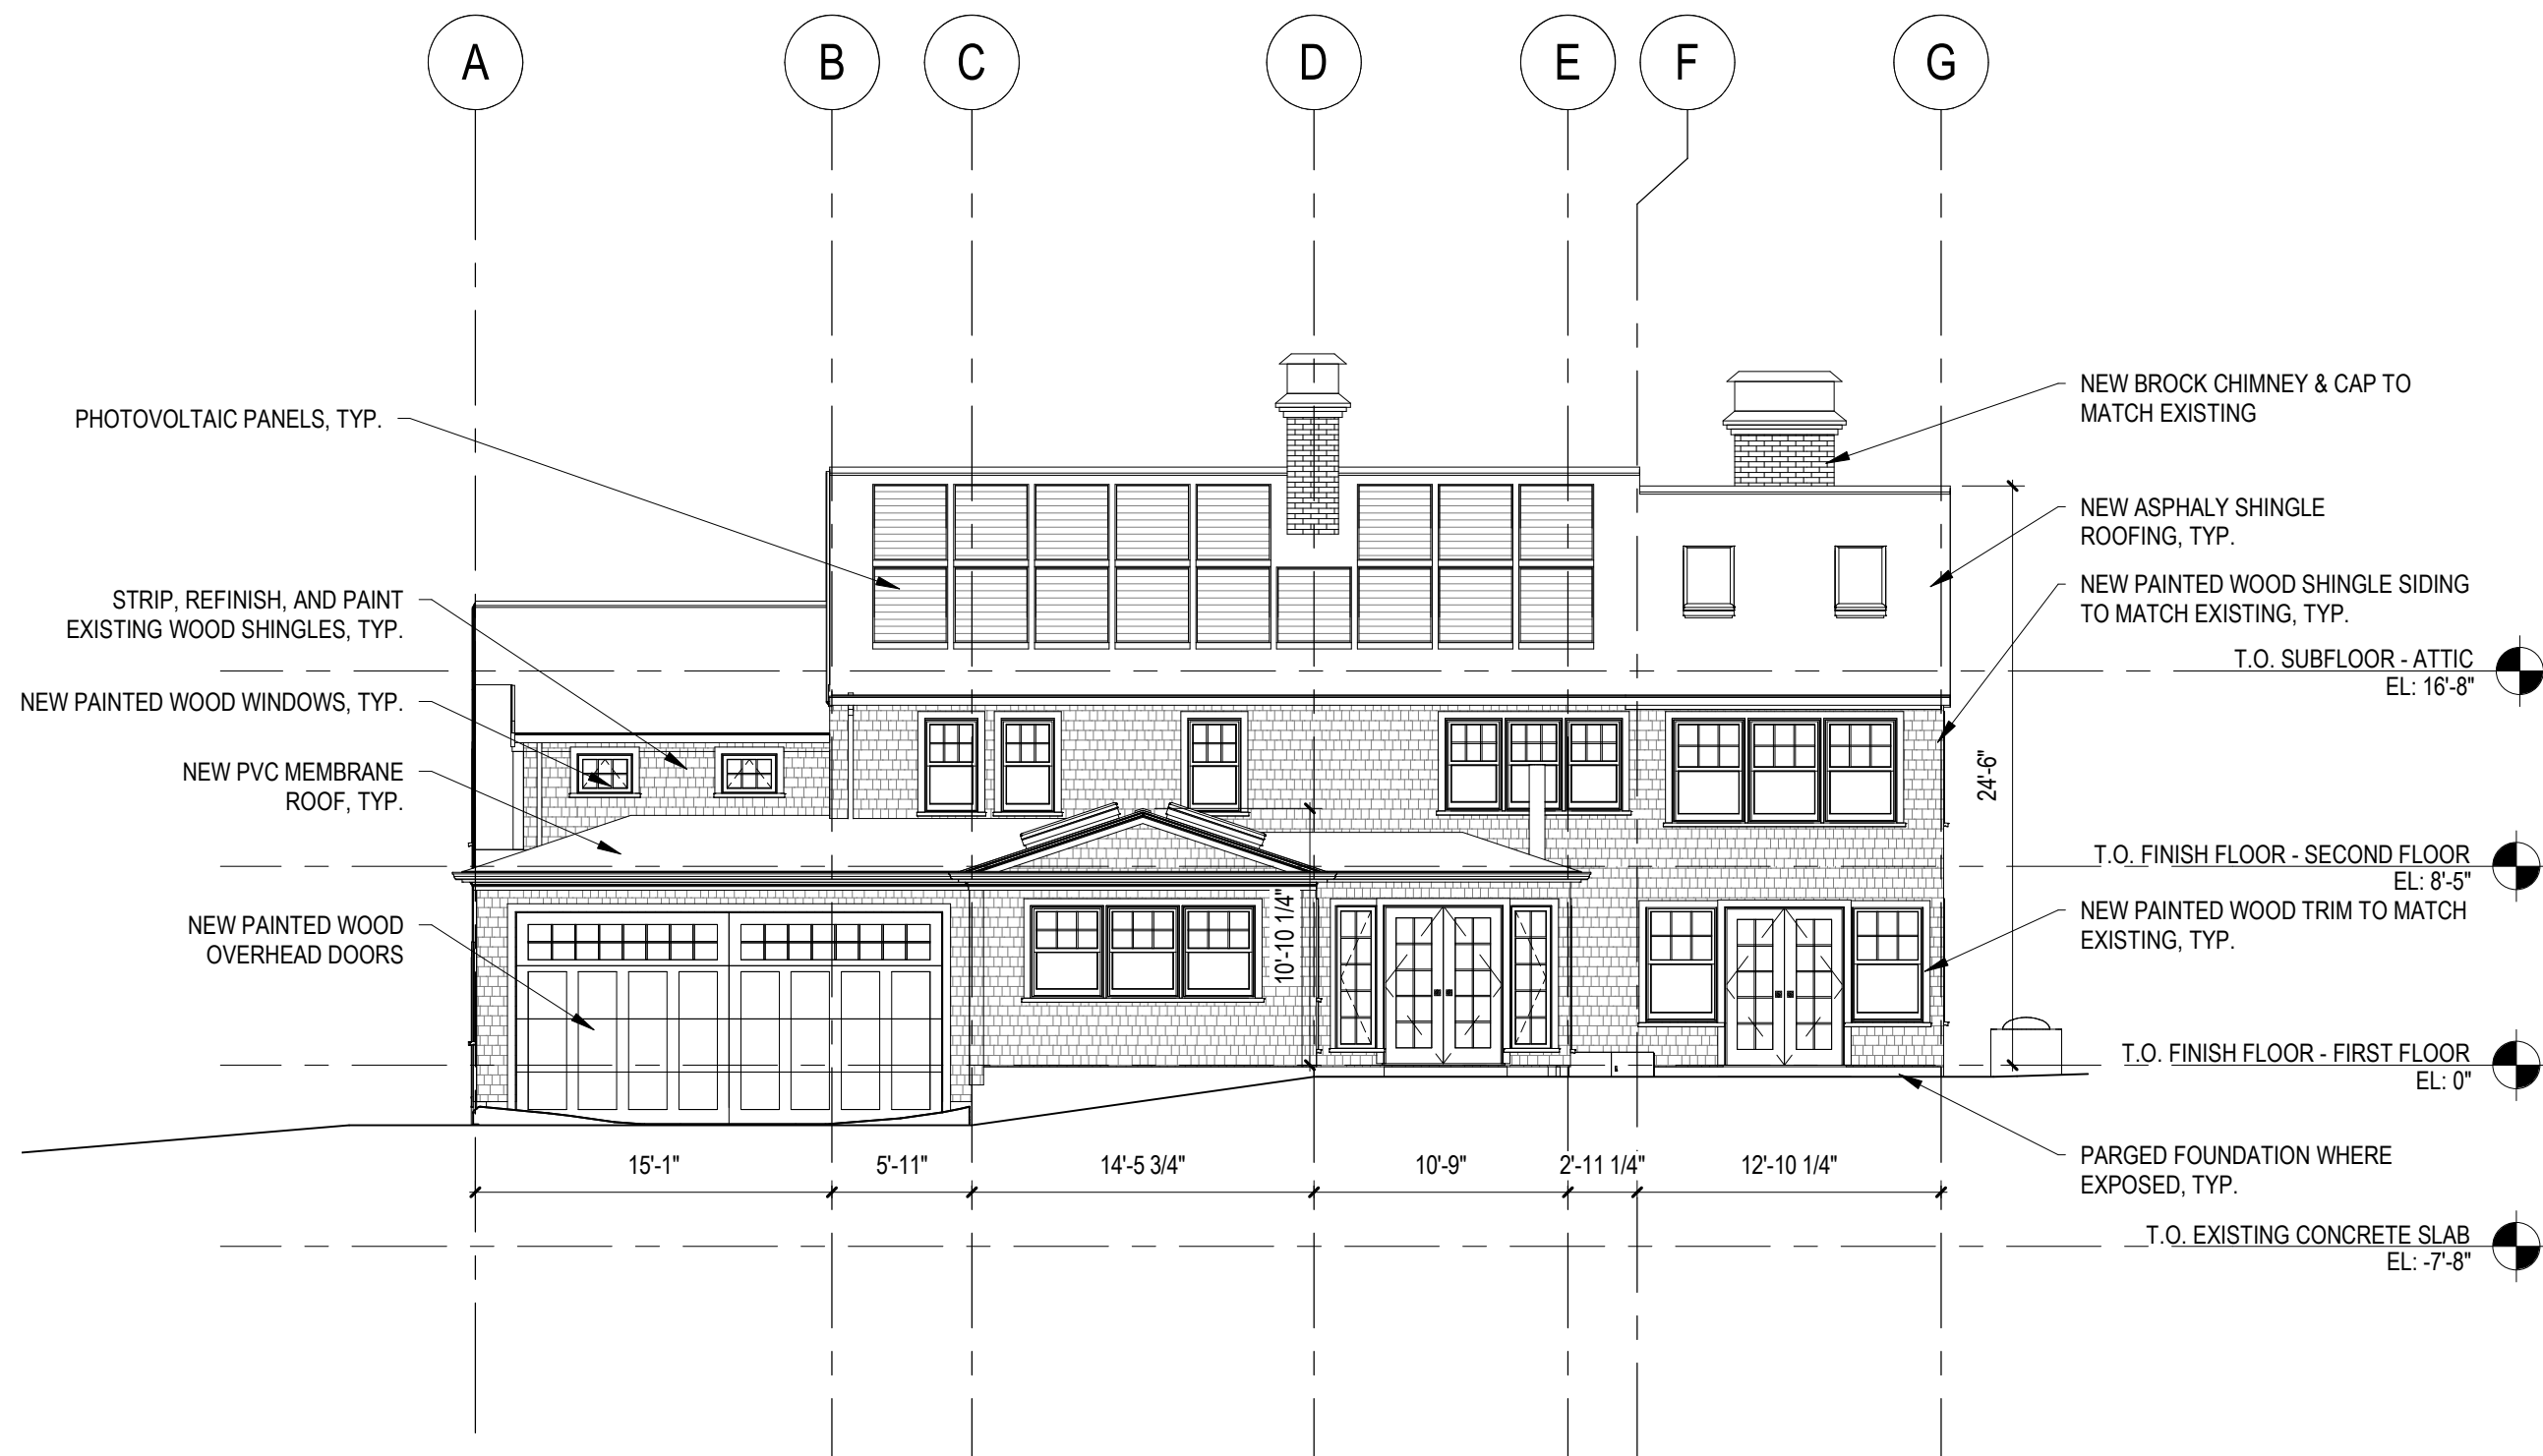 A
B
C
D
E
F
G
PHOTOVOLTAIC PANELS, TYP.
STRIP, REFINISH, AND PAINT
EXISTING WOOD SHINGLES, TYP.
NEW PAINTED WOOD WINDOWS, TYP.
NEW PVC MEMBRANE
ROOF, TYP.
NEW PAINTED WOOD
OVERHEAD DOORS
NEW BROCK CHIMNEY & CAP TO
MATCH EXISTING
NEW ASPHALY SHINGLE
ROOFING, TYP.
NEW PAINTED WOOD SHINGLE SIDING
TO MATCH EXISTING, TYP.
T.O. SUBFLOOR - ATTIC
EL: 16'-8"
24'-6"
T.O. FINISH FLOOR - SECOND FLOOR
EL: 8'-5"
NEW PAINTED WOOD TRIM TO MATCH
EXISTING, TYP.
10'-10 1/4"
T.O. FINISH FLOOR - FIRST FLOOR
EL: 0"
PARGED FOUNDATION WHERE
EXPOSED, TYP.
15'-1"
5'-11"
14'-5 3/4"
10'-9"
2'-11 1/4"
12'-10 1/4"
T.O. EXISTING CONCRETE SLAB
EL: -7'-8"